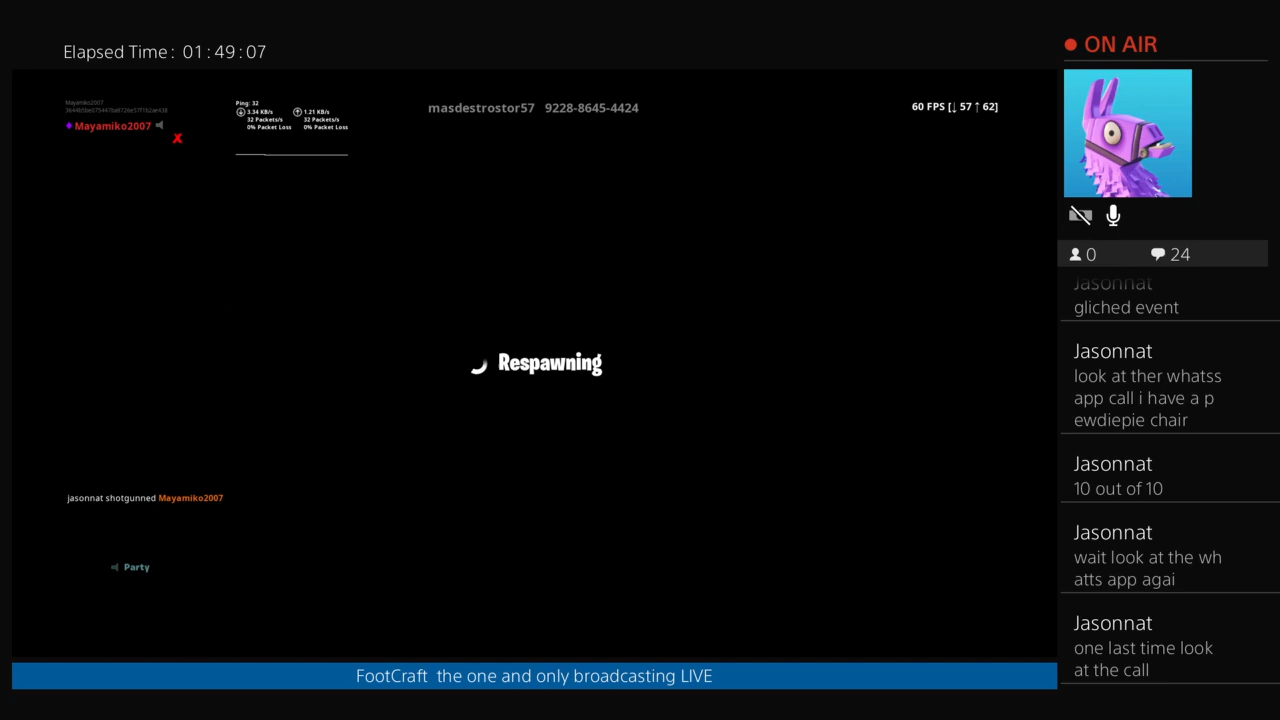 Elapsed Time: 01:49:07
ON AIR
Mayamiko2007
Mayamiko2007
X
Ping: 32
3.34 KB/s 1.21 KB/s
32 Packets/s 32 Packets/s
0% Packet Loss 0% Packet Loss
masdestrostor57 9228-8645-4424
60 FPS [↓ 57 ↑ 62]
0 24
Jasonnat
gliched event
Jasonnat
look at ther whatss
app call i have a p
ewdiepie chair
Jasonnat
10 out of 10
Jasonnat
wait look at the wh
atts app agai
Jasonnat
one last time look
at the call
Respawning
jasonnat shotgunned Mayamiko2007
Party
FootCraft the one and only broadcasting LIVE